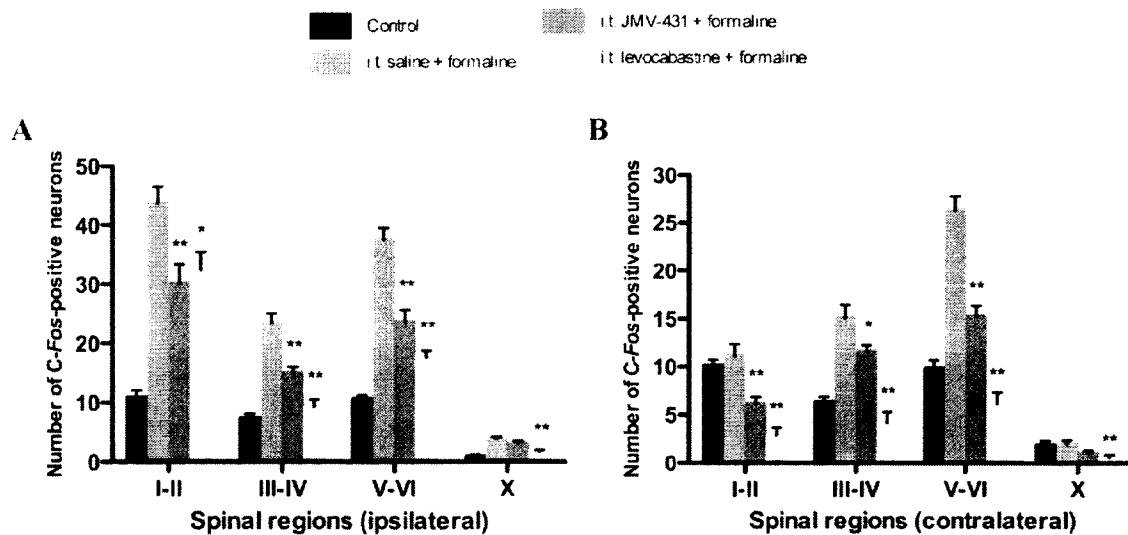 Control
i.t. JMV-431 + formaline
i.t. saline + formaline
i.t. levocabastine + formaline
A
Number of C-Fos-positive neurons
50
40
30
20
10
0
** *
** **
** **
**
I-II III-IV V-VI X
Spinal regions (ipsilateral)
B
Number of C-Fos-positive neurons
30
25
20
15
10
5
0
** **
* **
** **
**
I-II III-IV V-VI X
Spinal regions (contralateral)